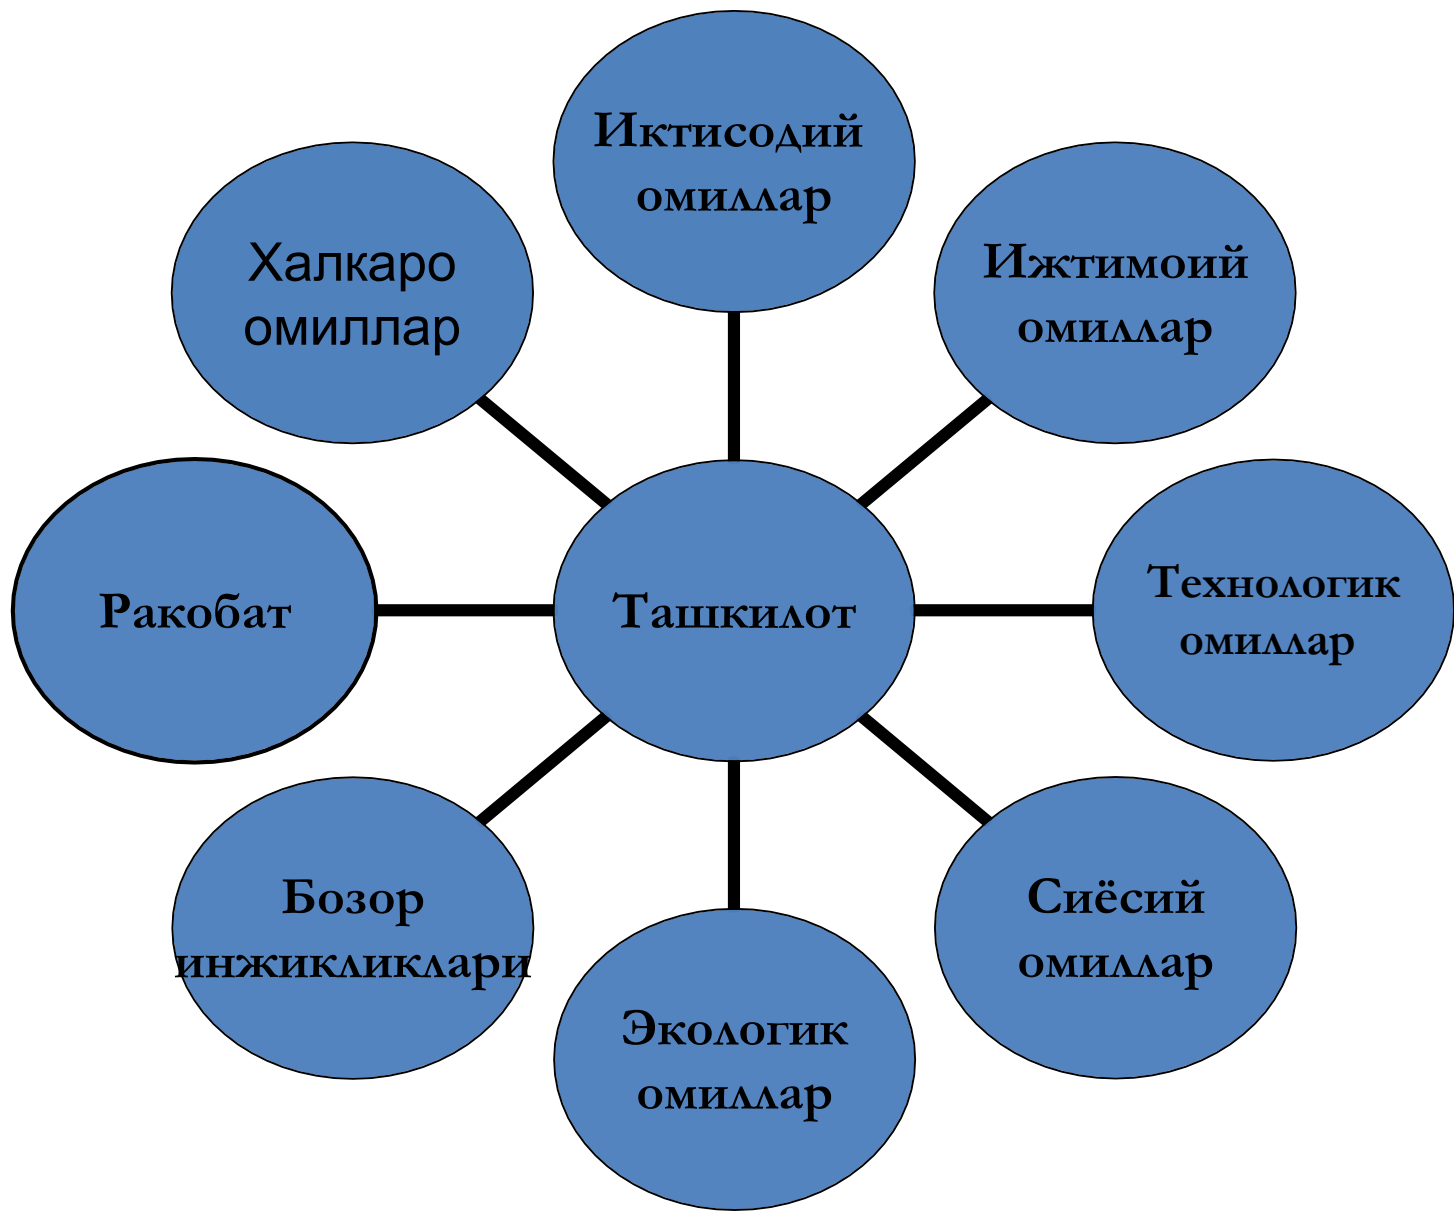 Иктисодий
омиллар
Халкаро
омиллар
Ижтимоий
омиллар
Ракобат
Ташкилот
Технологик
омиллар
Бозор
инжикликлари
Сиёсий
омиллар
Экологик
омиллар